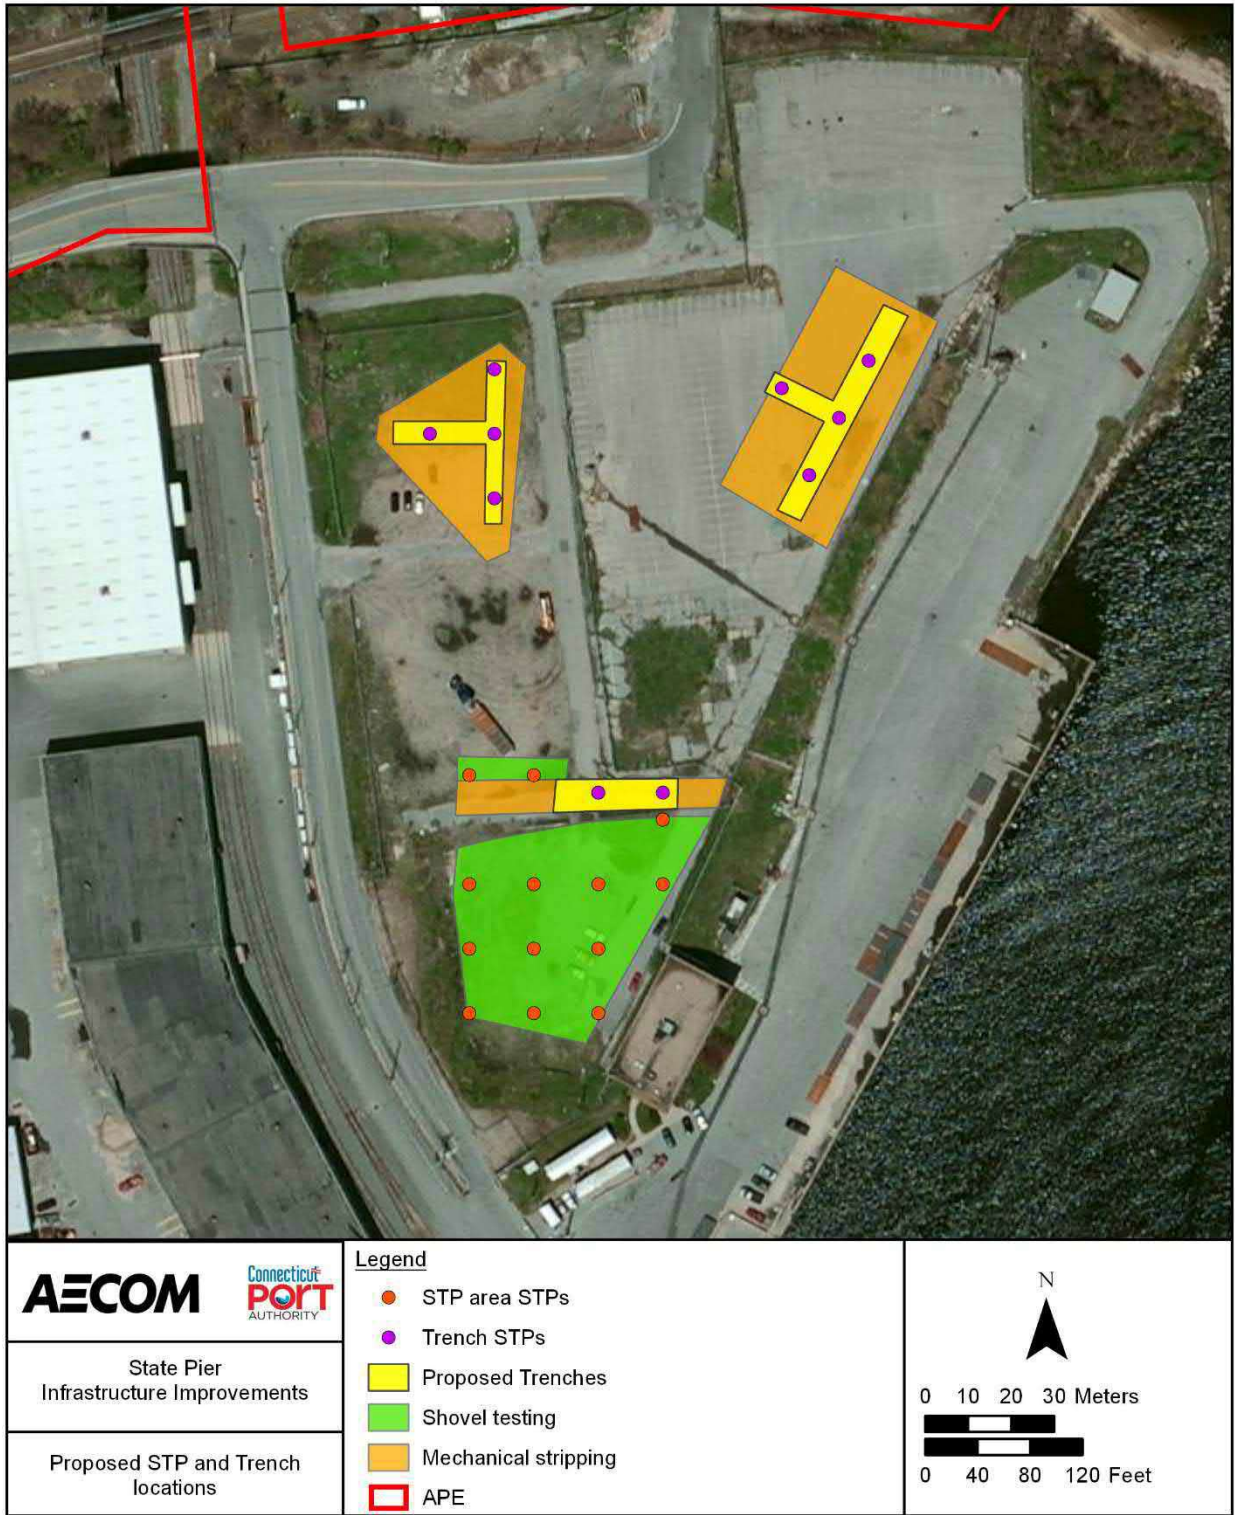 AECOM
Connecticut
PORT
AUTHORITY
State Pier
Infrastructure Improvements
Proposed STP and Trench
locations
Legend
STP area STPs
Trench STPs
Proposed Trenches
Shovel testing
Mechanical stripping
APE
N
0 10 20 30 Meters
0 40 80 120 Feet